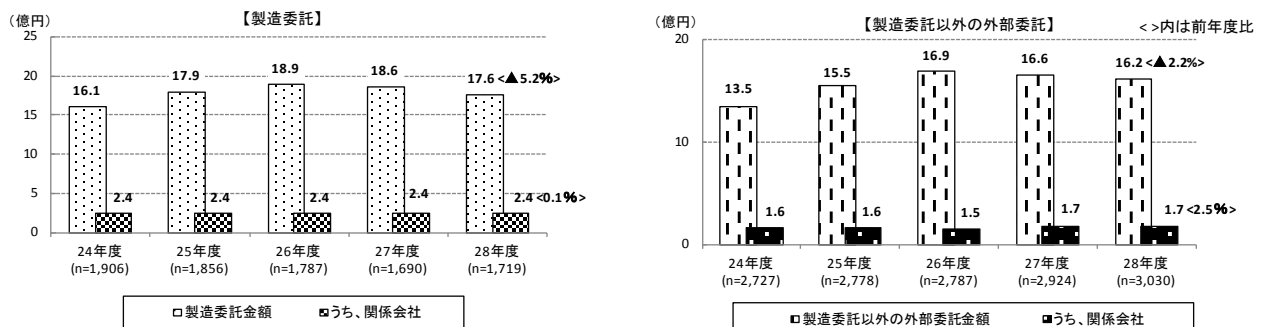 【製造委託】
（億円）
25
20
15
10
5
0
16.1
17.9
18.9
18.6
17.6 <▲5.2%>
2.4
2.4
2.4
2.4
2.4 <0.1%>
24年度
25年度
26年度
27年度
28年度
(n=1,906)
(n=1,856)
(n=1,787)
(n=1,690)
(n=1,719)
製造委託金額
うち、関係会社
【製造委託以外の外部委託】
< >内は前年度比
（億円）
20
10
0
13.5
15.5
16.9
16.6
16.2 <▲2.2%>
1.6
1.6
1.5
1.7
1.7 <2.5%>
24年度
25年度
26年度
27年度
28年度
(n=2,727)
(n=2,778)
(n=2,787)
(n=2,924)
(n=3,030)
製造委託以外の外部委託金額
うち、関係会社